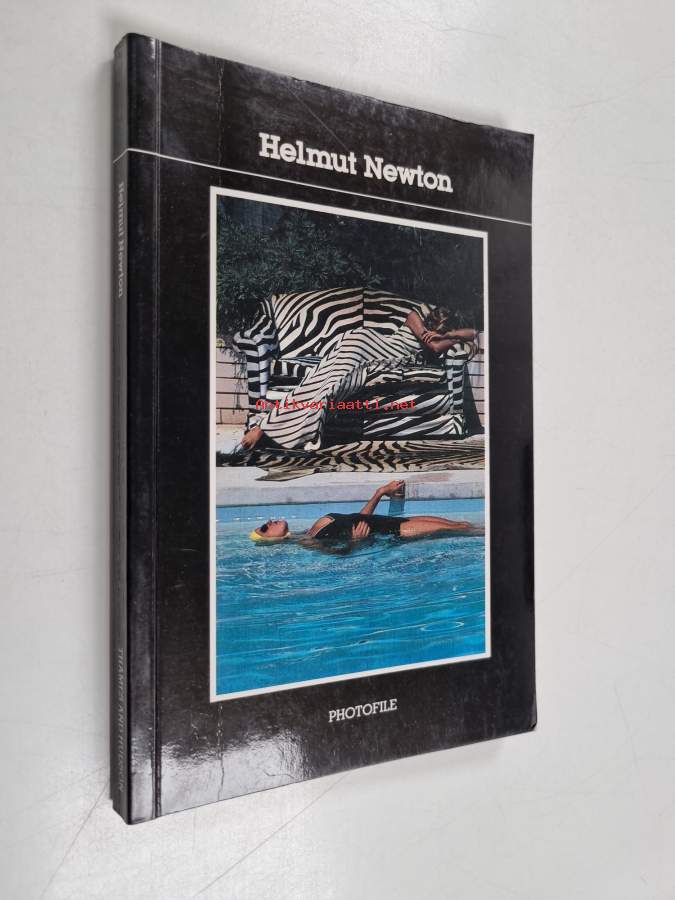 Helmut Newton
Helmut Newton
Antikvariaatti.net
PHOTOFILE
THAMES AND HUDSON